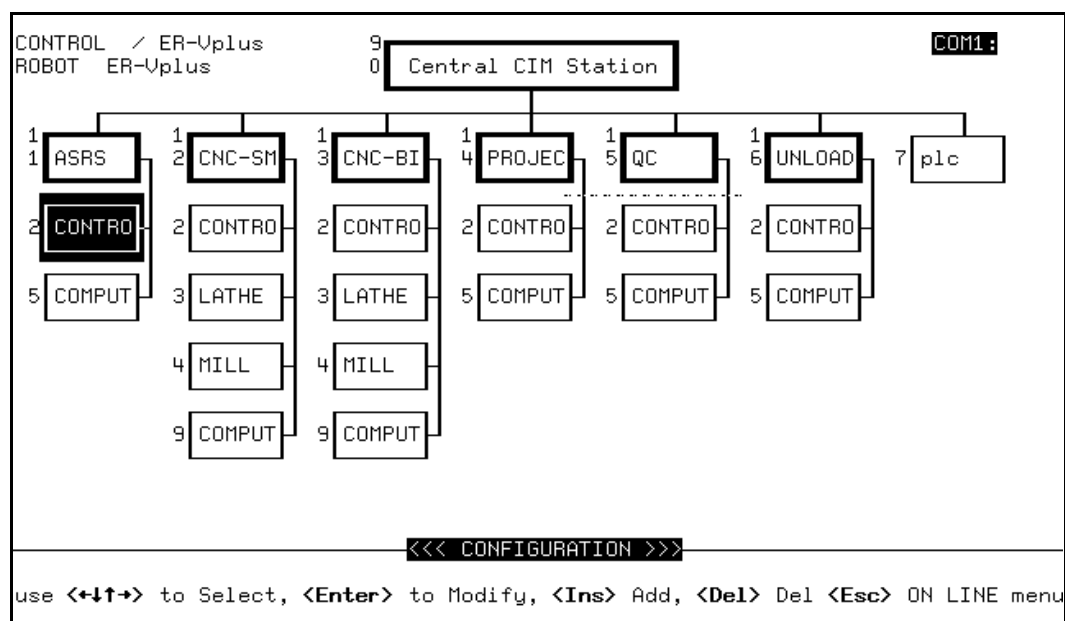 CONTROL / ER-Vplus 9 COM1:
ROBOT ER-Vplus 0 Central CIM Station
1 1 1 1 1 1
1 ASRS 2 CNC-SM 3 CNC-BI 4 PROJEC 5 QC 6 UNLOAD 7 plc
2 CONTRO 2 CONTRO 2 CONTRO 2 CONTRO 2 CONTRO 2 CONTRO
5 COMPUT 3 LATHE 3 LATHE 5 COMPUT 5 COMPUT 5 COMPUT
4 MILL 4 MILL
9 COMPUT 9 COMPUT
<<< CONFIGURATION >>>
use <←↓↑→> to Select, <Enter> to Modify, <Ins> Add, <Del> Del <Esc> ON LINE menu